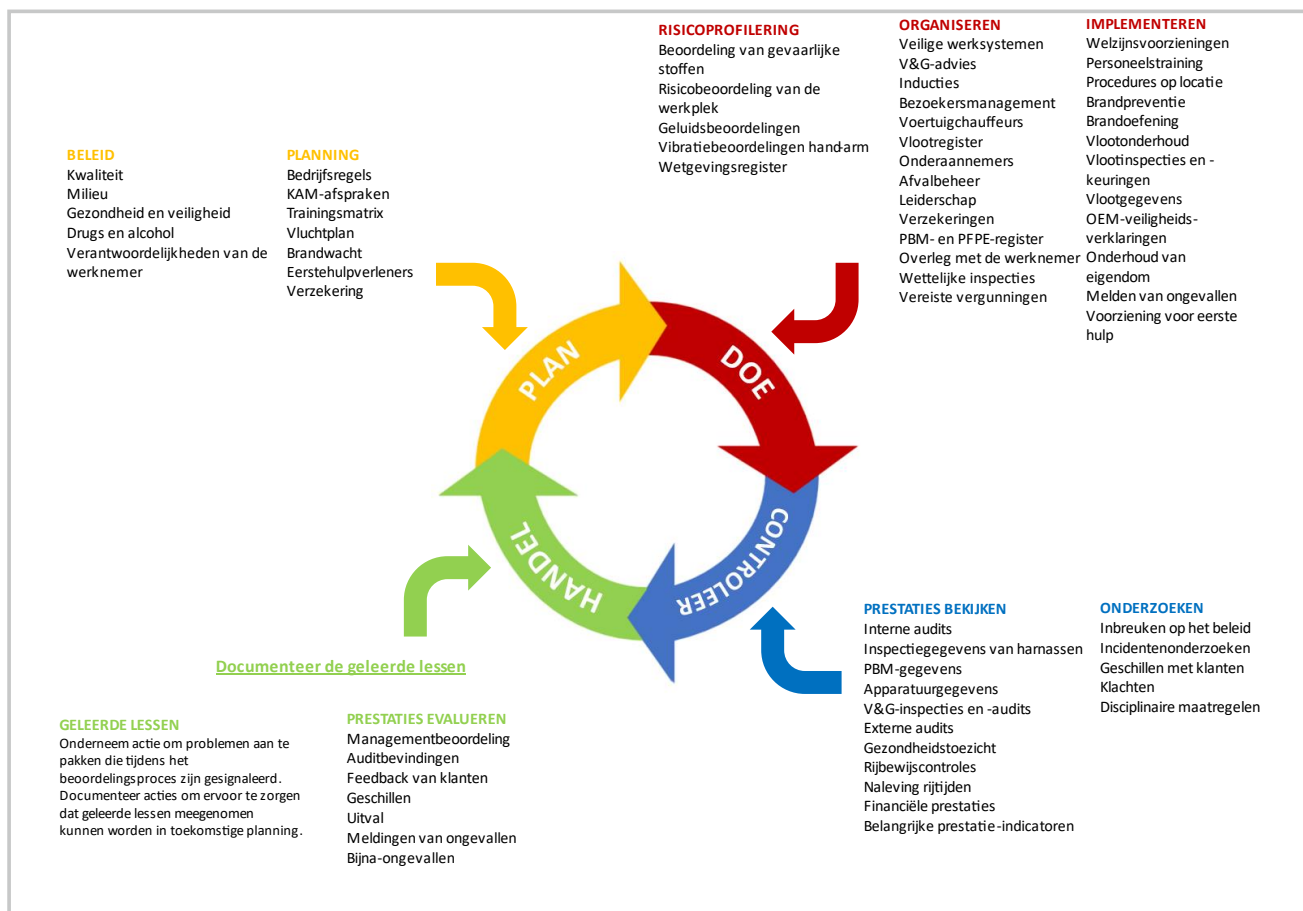 BELEID
Kwaliteit
Milieu
Gezondheid en veiligheid
Drugs en alcohol
Verantwoordelijkheden van de
werknemer
PLANNING
Bedrijfsregels
KAM-afspraken
Trainingsmatrix
Vluchtplan
Brandwacht
Eerstehulpverleners
Verzekering
RISICOPROFILERING
Beoordeling van gevaarlijke
stoffen
Risicobeoordeling van de
werkplek
Geluidsbeoordelingen
Vibratiebeoordelingen hand-arm
Wetgevingsregister
ORGANISEREN
Veilige werksystemen
V&G-advies
Inducties
Bezoekersmanagement
Voertuigchauffeurs
Vlootregister
Onderaannemers
Afvalbeheer
Leiderschap
Verzekeringen
PBM- en PFPE-register
Overleg met de werknemer
Wettelijke inspecties
Vereiste vergunningen
IMPLEMENTEREN
Welzijnsvoorzieningen
Personeelstraining
Procedures op locatie
Brandpreventie
Brandoefening
Vlootonderhoud
Vlootinspecties en -
keuringen
Vlootgegevens
OEM-veiligheids-
verklaringen
Onderhoud van
eigendom
Melden van ongevallen
Voorziening voor eerste
hulp
PLAN
DOE
CONTROLEER
HANDEL
Documenteer de geleerde lessen
GELEERDE LESSEN
Onderneem actie om problemen aan te
pakken die tijdens het
beoordelingsproces zijn gesignaleerd.
Documenteer acties om ervoor te zorgen
dat geleerde lessen meegenomen
kunnen worden in toekomstige planning.
PRESTATIES EVALUEREN
Managementbeoordeling
Auditbevindingen
Feedback van klanten
Geschillen
Uitval
Meldingen van ongevallen
Bijna-ongevallen
PRESTATIES BEKIJKEN
Interne audits
Inspectiegegevens van harnassen
PBM-gegevens
Apparatuurgegevens
V&G-inspecties en -audits
Externe audits
Gezondheidstoezicht
Rijbewijscontroles
Naleving rijtijden
Financiële prestaties
Belangrijke prestatie-indicatoren
ONDERZOEKEN
Inbreuken op het beleid
Incidentenonderzoeken
Geschillen met klanten
Klachten
Disciplinaire maatregelen